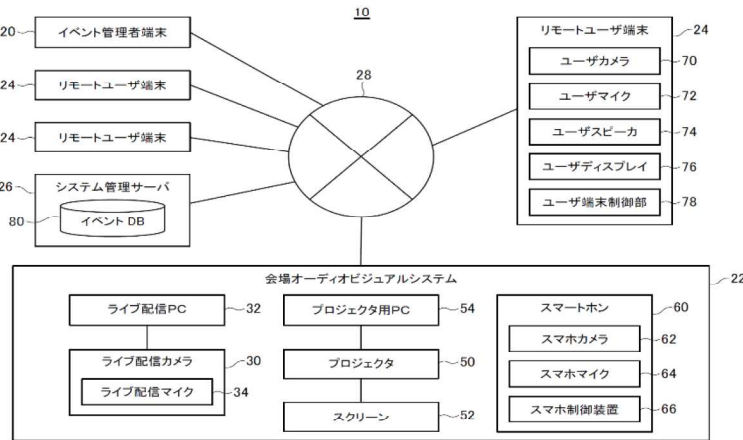 10
20
イベント管理者端末
24
リモートユーザ端末
24
リモートユーザ端末
26
システム管理サーバ
80
イベント DB
28
リモートユーザ端末
24
ユーザカメラ
70
ユーザマイク
72
ユーザスピーカ
74
ユーザディスプレイ
76
ユーザ端末制御部
78
会場オーディオビジュアルシステム
22
ライブ配信PC
32
ライブ配信カメラ
30
ライブ配信マイク
34
プロジェクタ用PC
54
プロジェクタ
50
スクリーン
52
スマートホン
60
スマホカメラ
62
スマホマイク
64
スマホ制御装置
66